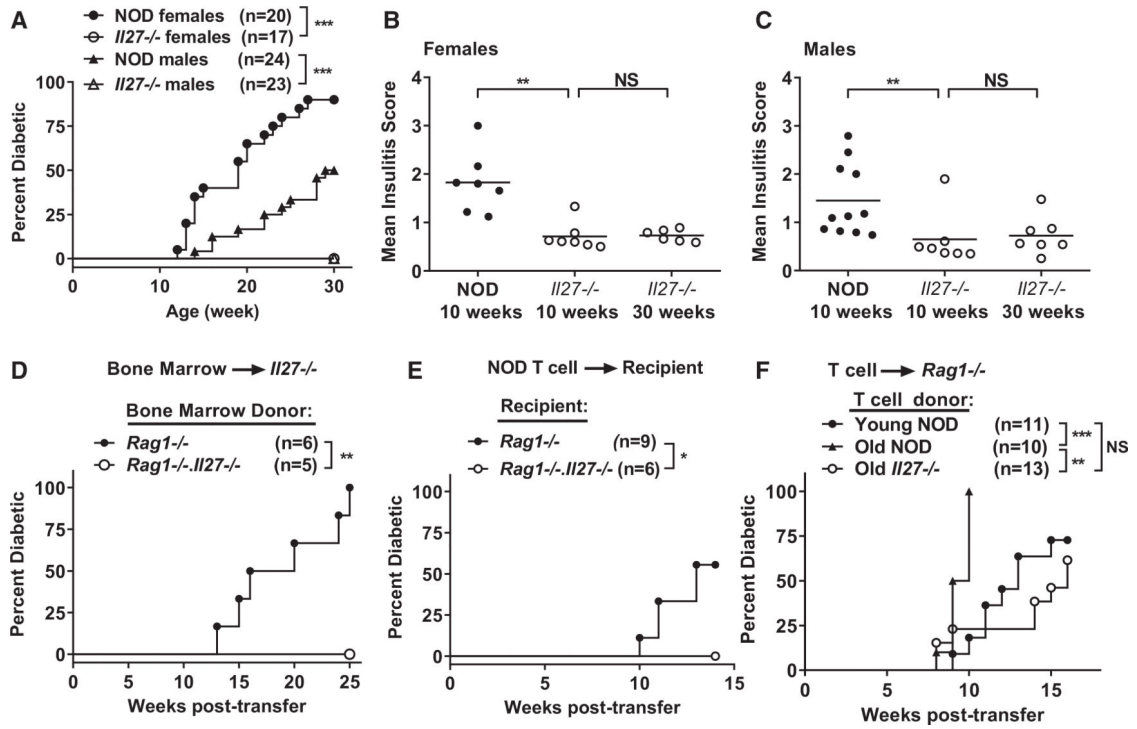 A
NOD females (n=20)
Il27-/- females (n=17)
***
NOD males (n=24)
Il27-/- males (n=23)
***
Percent Diabetic
100
75
50
25
0
0 10 20 30
Age (week)
B
Females
Mean Insulitis Score
4
3
2
1
0
** NS
NOD Il27-/- Il27-/-
10 weeks 10 weeks 30 weeks
C
Males
Mean Insulitis Score
4
3
2
1
0
** NS
NOD Il27-/- Il27-/-
10 weeks 10 weeks 30 weeks
D
Bone Marrow Il27-/-
Bone Marrow Donor:
Rag1-/- (n=6)
Rag1-/-.Il27-/- (n=5)
**
Percent Diabetic
100
75
50
25
0
0 5 10 15 20 25
Weeks post-transfer
E
NOD T cell Recipient
Recipient:
Rag1-/- (n=9)
Rag1-/-.Il27-/- (n=6)
*
Percent Diabetic
100
75
50
25
0
0 5 10 15
Weeks post-transfer
F
T cell Rag1-/-
T cell donor:
Young NOD (n=11)
Old NOD (n=10)
Old Il27-/- (n=13)
***
**
NS
Percent Diabetic
100
75
50
25
0
0 5 10 15
Weeks post-transfer